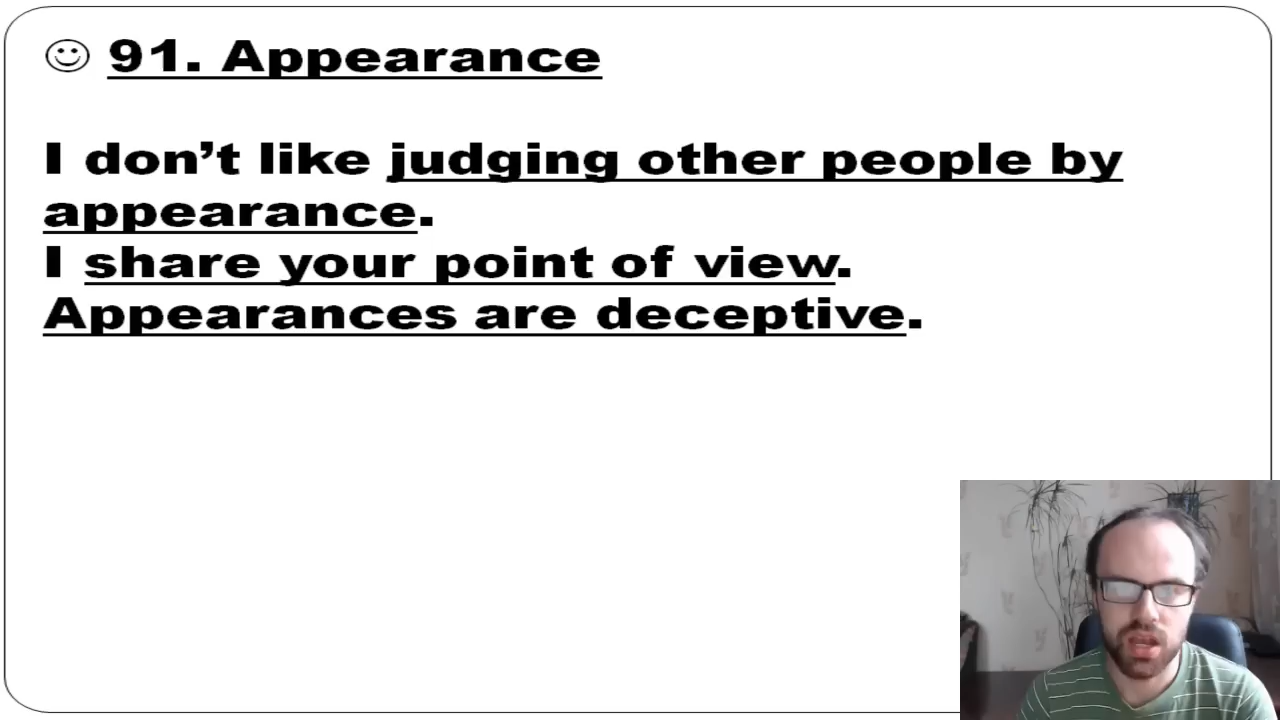 ☺ 91. Appearance
I don’t like judging other people by
appearance.
I share your point of view.
Appearances are deceptive.